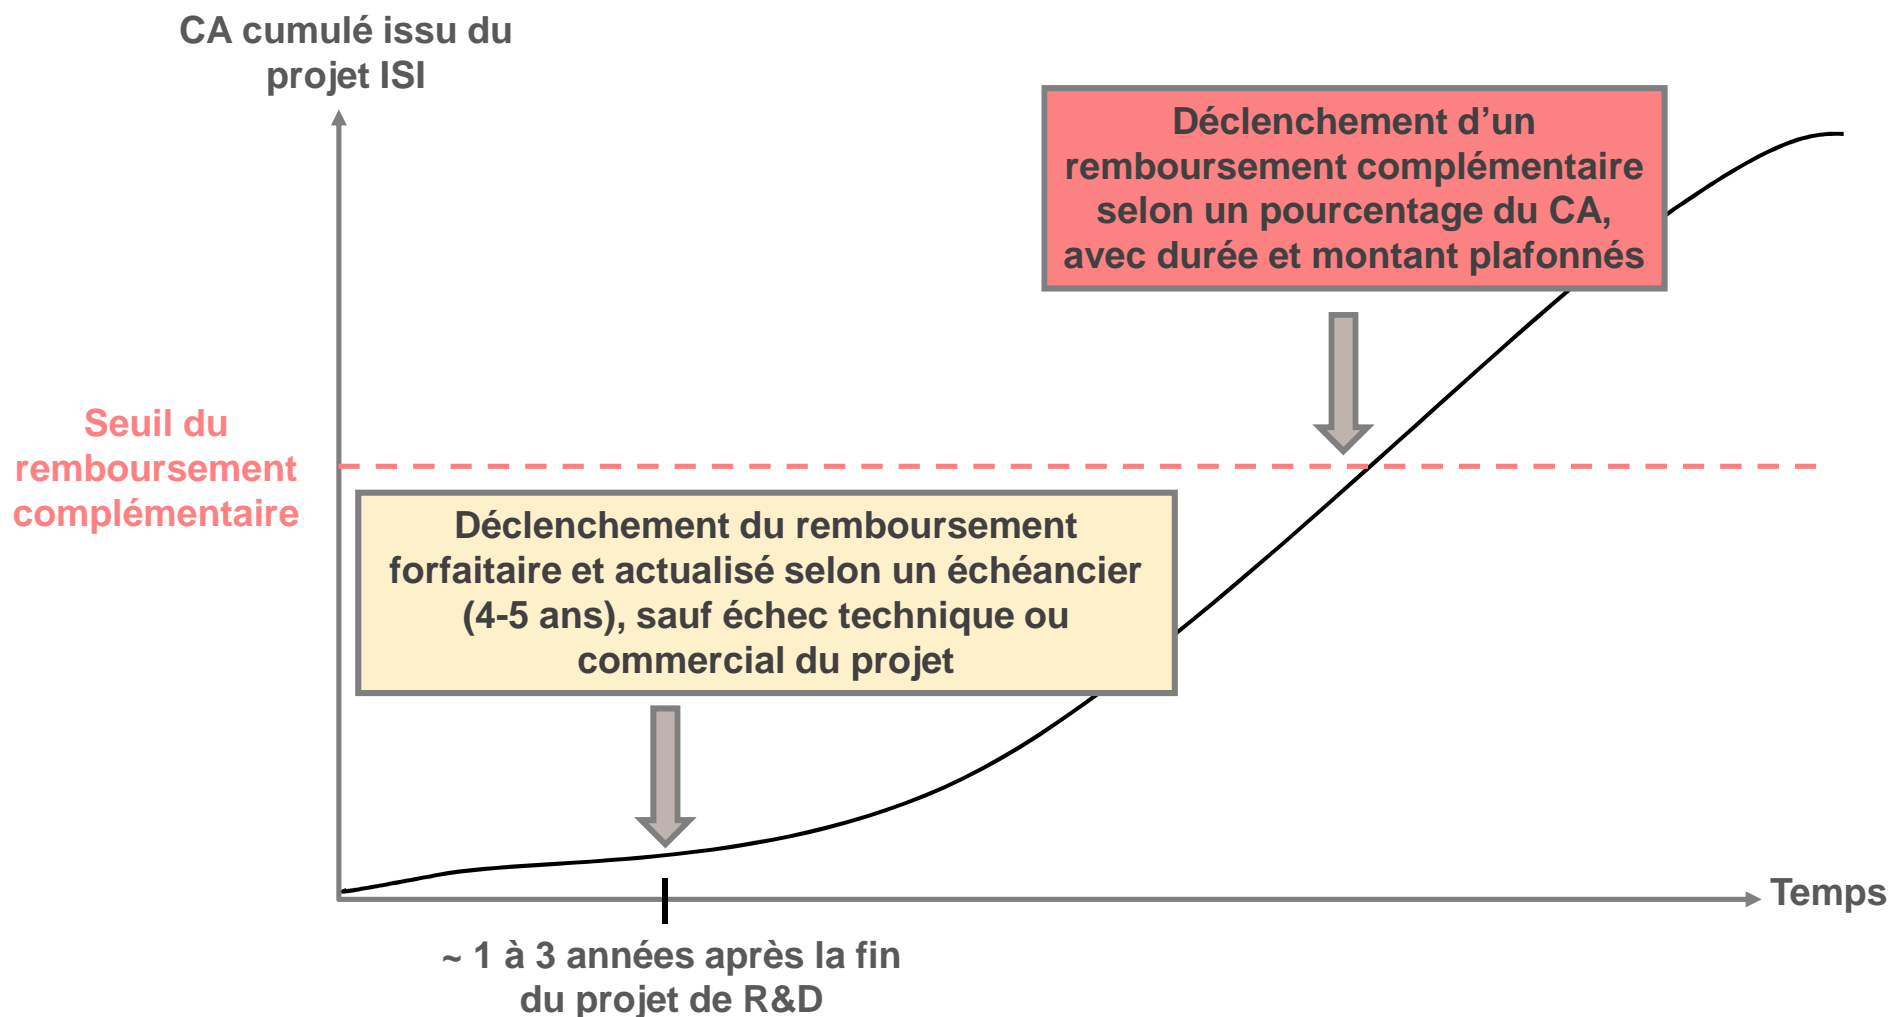 CA cumulé issu du
projet ISI
Déclenchement d’un
remboursement complémentaire
selon un pourcentage du CA,
avec durée et montant plafonnés
Seuil du
remboursement
complémentaire
Déclenchement du remboursement
forfaitaire et actualisé selon un échéancier
(4-5 ans), sauf échec technique ou
commercial du projet
Temps
~ 1 à 3 années après la fin
du projet de R&D